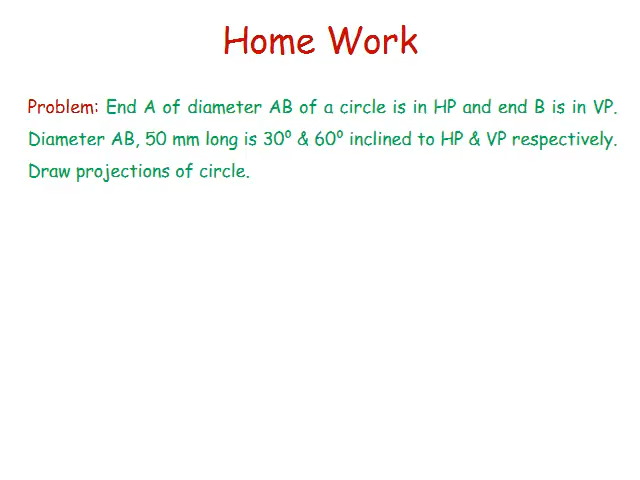 Home Work
Problem: End A of diameter AB of a circle is in HP and end B is in VP.
Diameter AB, 50 mm long is 30⁰ & 60⁰ inclined to HP & VP respectively.
Draw projections of circle.